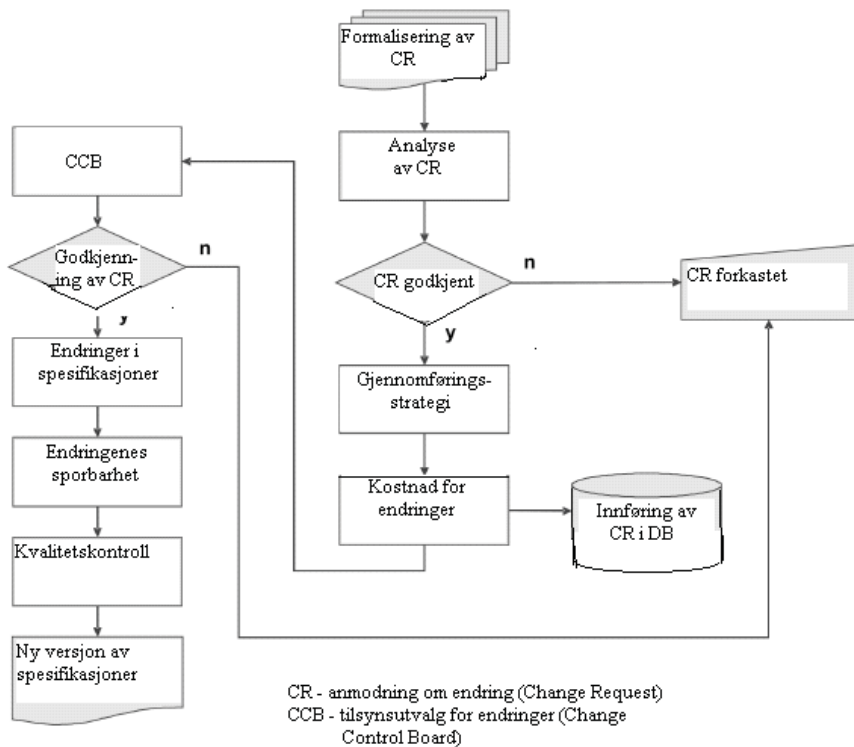 Formalisering av
CR
Analyse
av CR
CR godkjent
n
CR forkastet
y
Gjennomførings-
strategi
Kostnad for
endringer
Innføring av
CR i DB
CCB
Godkjenn-
ing av CR
n
y
Endringer i
spesifikasjoner
Endringenes
sporbarhet
Kvalitetskontroll
Ny versjon av
spesifikasjoner
CR - anmodning om endring (Change Request)
CCB - tilsynsutvalg for endringer (Change
Control Board)